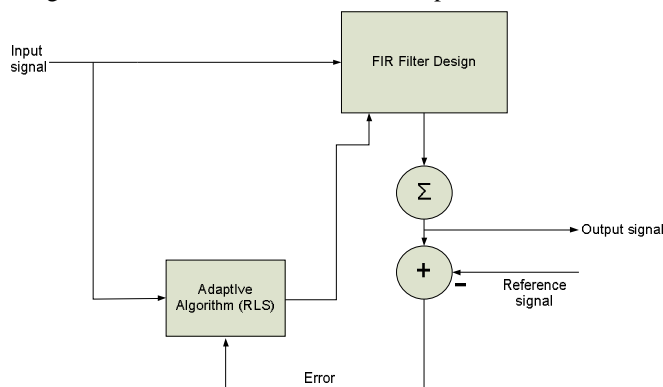 Input
signal
FIR Filter Design
Σ
Output signal
+
−
Reference
signal
Adaptive
Algorithm (RLS)
Error